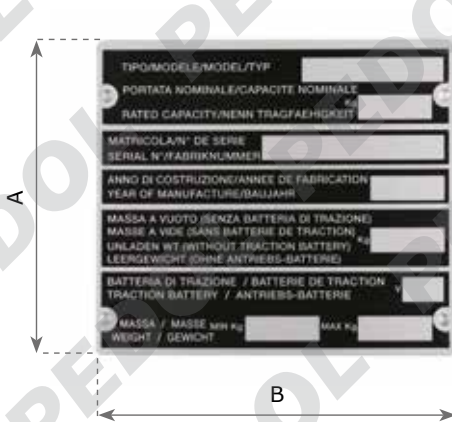 TIPO/MODELE/MODEL/TYP
PORTATA NOMINALE/CAPACITE NOMINALE
Kg
RATED CAPACITY/NENN TRAGFAEHIGKEIT
MATRICOLA/N° DE SERIE
SERIAL N°/FABRIKNUMMER
ANNO DI COSTRUZIONE/ANNEE DE FABRICATION
YEAR OF MANUFACTURE/BAUJAHR
MASSA A VUOTO (SENZA BATTERIA DI TRAZIONE)
MASSE A VIDE (SANS BATTERIE DE TRACTION)
UNLADEN WT (WITHOUT TRACTION BATTERY) Kg
LEERGEWICHT (OHNE ANTRIEBS-BATTERIE)
BATTERIA DI TRAZIONE / BATTERIE DE TRACTION
TRACTION BATTERY / ANTRIEBS-BATTERIE V
MASSA / MASSE MIN Kg MAX Kg
WEIGHT / GEWICHT
A
B